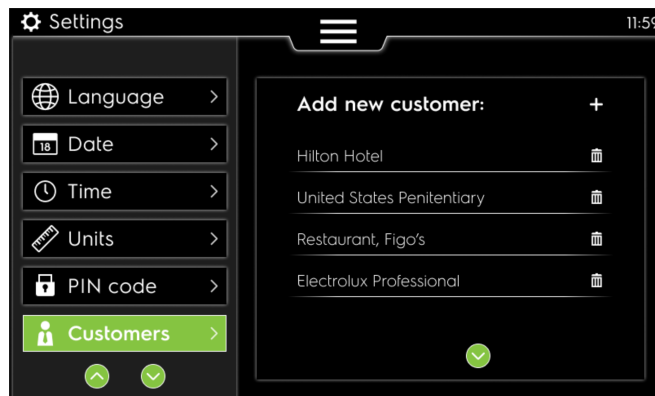 Settings
11:59
Language
18
Date
Time
Units
PIN code
Customers
Add new customer: +
Hilton Hotel
United States Penitentiary
Restaurant, Figo's
Electrolux Professional